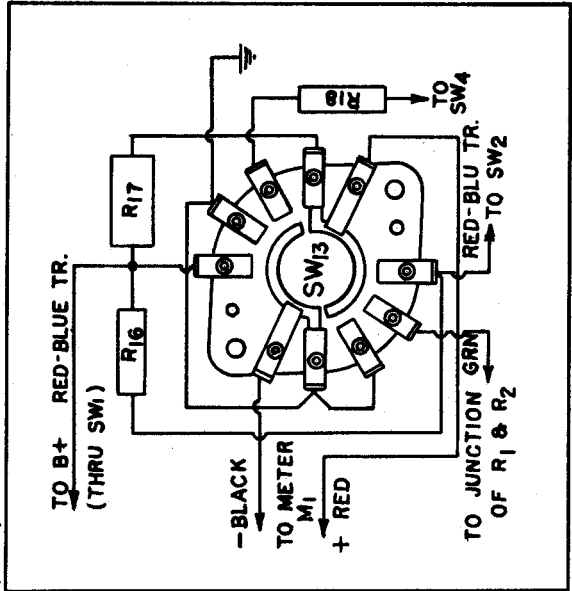 TO B+ RED-BLUE TR.
(THRU SW1)
R16
R17
-BLACK
TO METER
M1
+ RED
SW13
R18
TO
SW4
RED-BLU TR.
TO SW2
TO JUNCTION GRN
OF R1 & R2